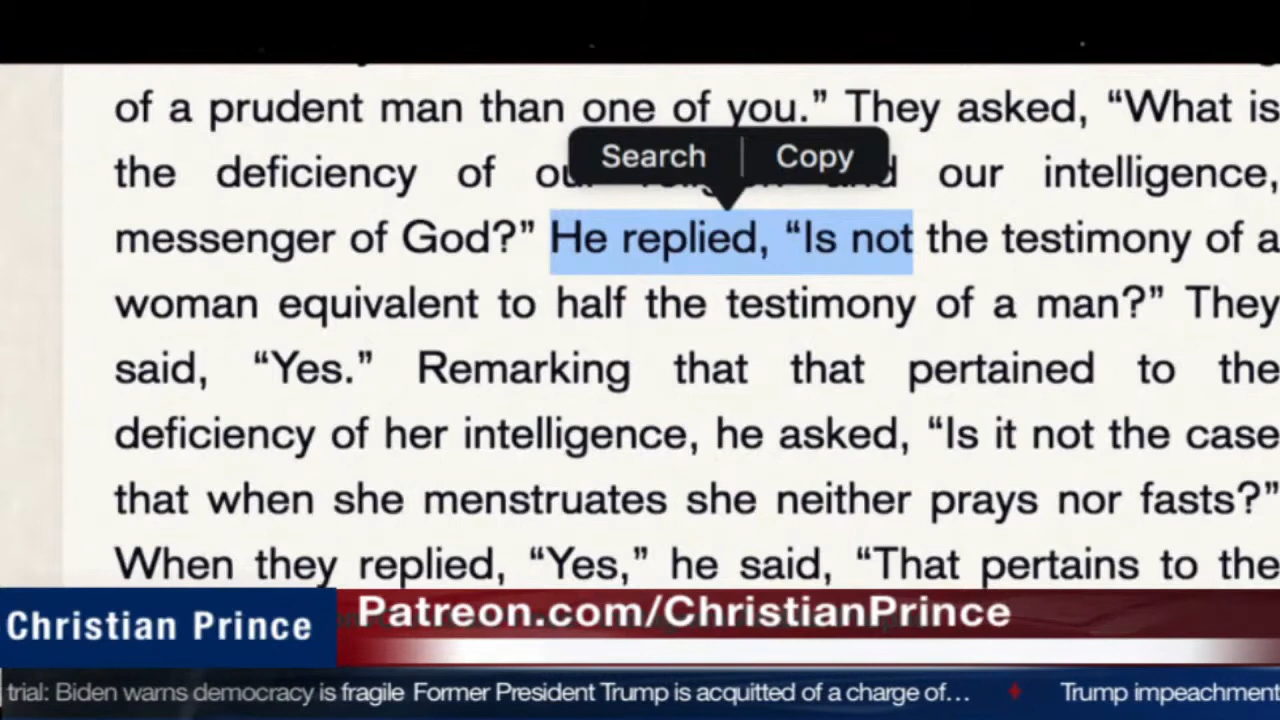 of a prudent man than one of you.” They asked, “What is
Search Copy
the deficiency of our religion and our intelligence,
messenger of God?” He replied, “Is not the testimony of a
woman equivalent to half the testimony of a man?” They
said, “Yes.” Remarking that that pertained to the
deficiency of her intelligence, he asked, “Is it not the case
that when she menstruates she neither prays nor fasts?”
When they replied, “Yes,” he said, “That pertains to the
Christian Prince
Patreon.com/ChristianPrince
trial: Biden warns democracy is fragile Former President Trump is acquitted of a charge of... Trump impeachment